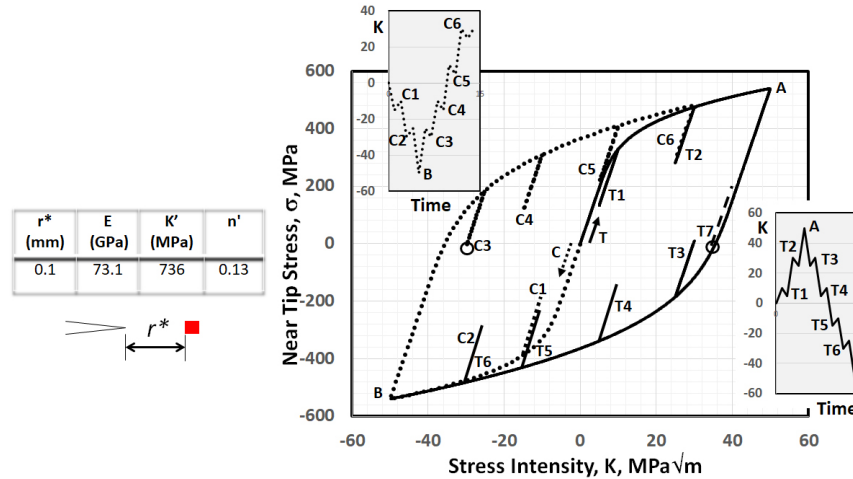 r*
(mm)
E
(GPa)
K’
(MPa)
n'
0.1
73.1
736
0.13
r*
Near Tip Stress, σ, MPa
600
400
200
0
-200
-400
-600
-60
-40
-20
0
20
40
60
Stress Intensity, K, MPa√m
A
B
C
T
C1
C2
C3
C4
C5
C6
T1
T2
T3
T4
T5
T6
T7
40
K
20
0
-20
-40
-60
15
C6
C5
C1
C4
C2
C3
B
Time
60
K
40
20
0
-20
-40
-60
0
A
T2
T3
T1
T4
T5
T6
Time